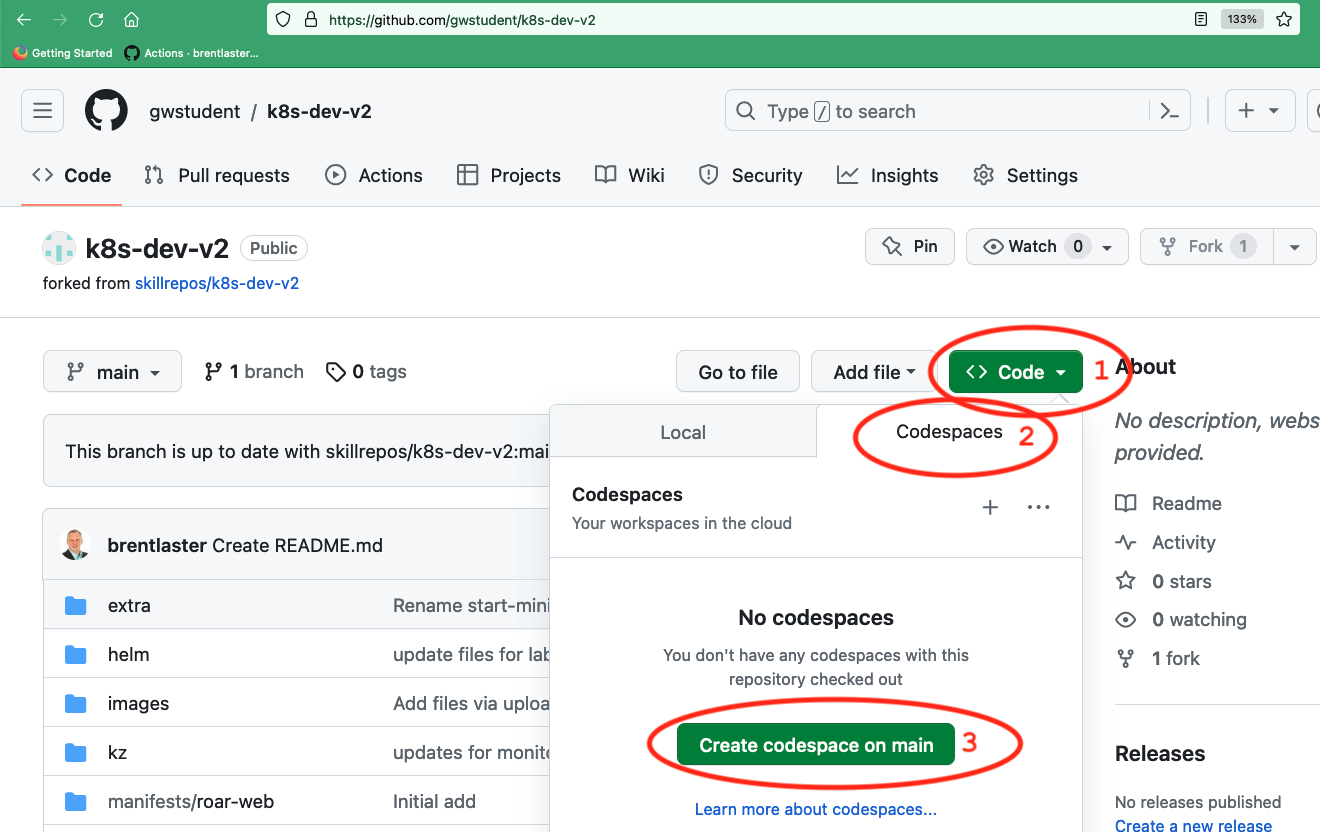 https://github.com/gwstudent/k8s-dev-v2 133%
Getting Started Actions · brentlaster...
gwstudent / k8s-dev-v2 Type / to search
Code Pull requests Actions Projects Wiki Security Insights Settings
k8s-dev-v2 Public Pin Watch 0 Fork 1
forked from skillrepos/k8s-dev-v2
main 1 branch 0 tags Go to file Add file Code 1 About
Local Codespaces 2 No description, webs
This branch is up to date with skillrepos/k8s-dev-v2:mai provided.
Codespaces Readme
Your workspaces in the cloud
brentlaster Create README.md Activity
extra Rename start-mini 0 stars
No codespaces 0 watching
helm update files for lab You don't have any codespaces with this 1 fork
repository checked out
images Add files via uploa
kz updates for monito Create codespace on main 3 Releases
manifests/roar-web Initial add Learn more about codespaces... No releases published
Create a new release